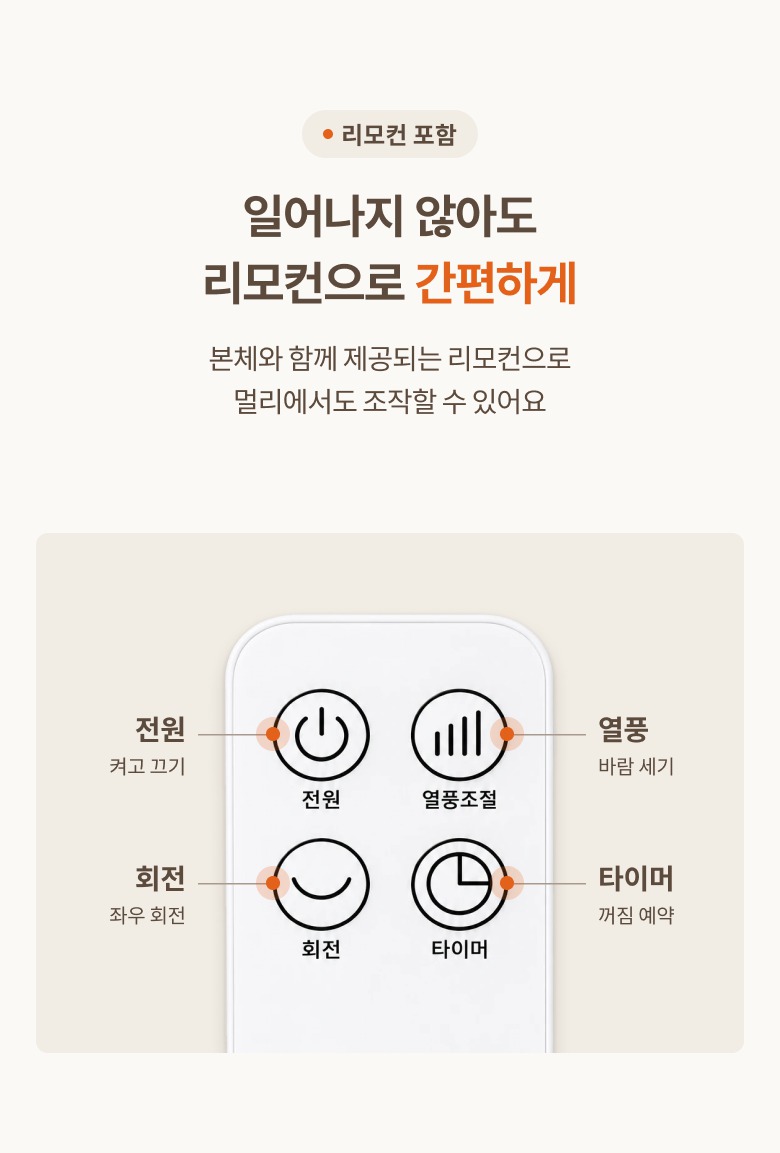 리모컨 포함
일어나지 않아도
리모컨으로 간편하게
본체와 함께 제공되는 리모컨으로
멀리에서도 조작할 수 있어요
전원
켜고 끄기
열풍
바람 세기
전원
열풍조절
회전
좌우 회전
타이머
꺼짐 예약
회전
타이머